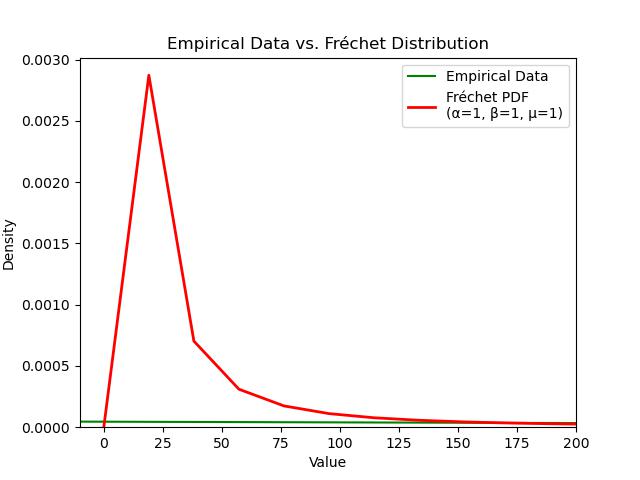 Empirical Data vs. Fréchet Distribution
0.0030
0.0025
0.0020
0.0015
0.0010
0.0005
0.0000
Density
Empirical Data
Fréchet PDF
(α=1, β=1, μ=1)
0 25 50 75 100 125 150 175 200
Value